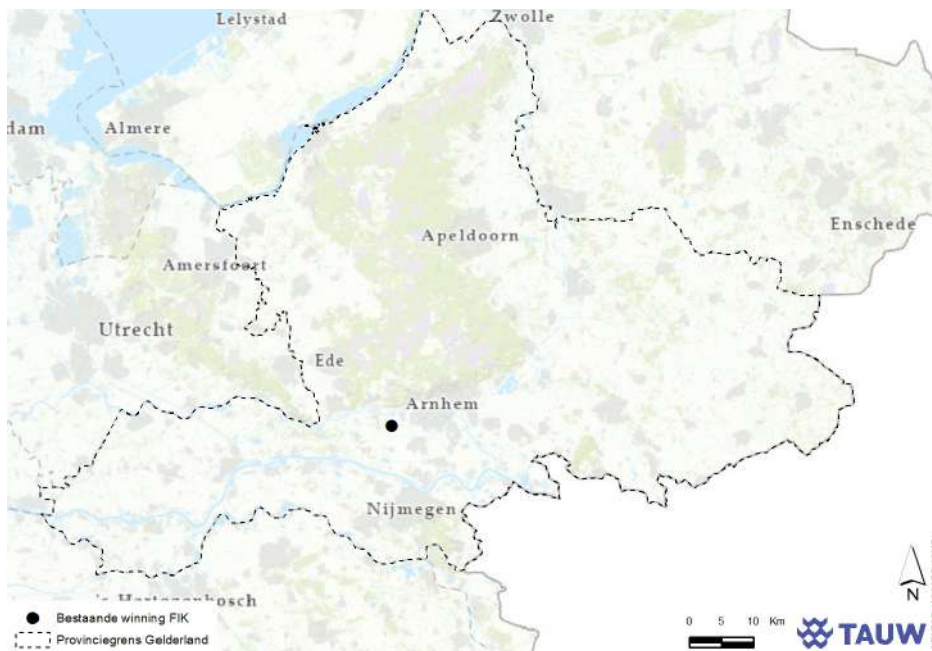 Lelystad
Zwolle
dam
Almere
Enschede
Apeldoorn
Amersfoort
Utrecht
Ede
Arnhem
Nijmegen
's Hertogenbosch
N
Bestaande winning FIK
Provinciegrens Gelderland
0 5 10 Km
TAUW